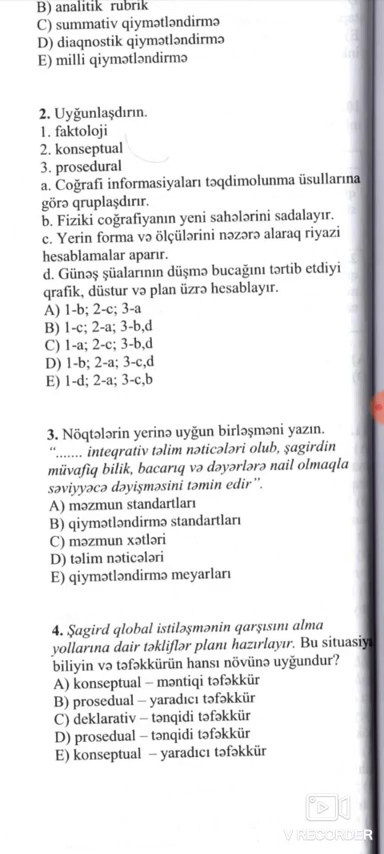 B) analitik rubrik
C) summativ qiymətləndirmə
D) diaqnostik qiymətləndirmə
E) milli qiymətləndirmə
2. Uyğunlaşdırın.
1. faktoloji
2. konseptual
3. prosedural
a. Coğrafi informasiyaları təqdimolunma üsullarına
görə qruplaşdırır.
b. Fiziki coğrafiyanın yeni sahələrini sadalayır.
c. Yerin forma və ölçülərini nəzərə alaraq riyazi
hesablamalar aparır.
d. Günəş şüalarının düşmə bucağını tərtib etdiyi
qrafik, düstur və plan üzrə hesablayır.
A) 1-b; 2-c; 3-a
B) 1-c; 2-a; 3-b,d
C) 1-a; 2-c; 3-b,d
D) 1-b; 2-a; 3-c,d
E) 1-d; 2-a; 3-c,b
3. Nöqtələrin yerinə uyğun birləşməni yazın.
“....... inteqrativ təlim nəticələri olub, şagirdin
müvafiq bilik, bacarıq və dəyərlərə nail olmaqla
səviyyəcə dəyişməsini təmin edir”.
A) məzmun standartları
B) qiymətləndirmə standartları
C) məzmun xətləri
D) təlim nəticələri
E) qiymətləndirmə meyarları
4. Şagird qlobal istiləşmənin qarşısını alma
yollarına dair təkliflər planı hazırlayır. Bu situasiya
biliyin və təfəkkürün hansı növünə uyğundur?
A) konseptual – məntiqi təfəkkür
B) prosedual – yaradıcı təfəkkür
C) deklarativ – tənqidi təfəkkür
D) prosedual – tənqidi təfəkkür
E) konseptual – yaradıcı təfəkkür
V RECORDER